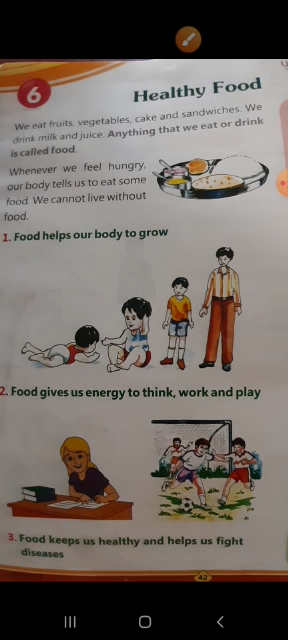 6
Healthy Food
We eat fruits, vegetables, cake and sandwiches. We
drink milk and juice. Anything that we eat or drink
is called food.
Whenever we feel hungry,
our body tells us to eat some
food. We cannot live without
food.
1. Food helps our body to grow
2. Food gives us energy to think, work and play
3. Food keeps us healthy and helps us fight
diseases
42